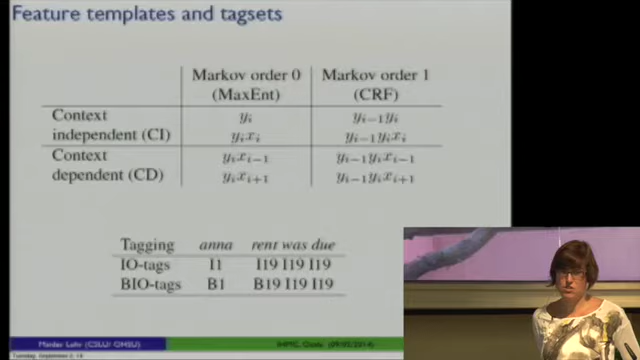 Feature templates and tagsets
Markov order 0 Markov order 1
(MaxEnt) (CRF)
Context yᵢ yᵢ₋₁yᵢ
independent (CI) yᵢxᵢ yᵢ₋₁yᵢxᵢ
Context yᵢxᵢ₋₁ yᵢ₋₁yᵢxᵢ₋₁
dependent (CD) yᵢxᵢ₊₁ yᵢ₋₁yᵢxᵢ₊₁
Tagging anna rent was due
IO-tags I1 I19 I19 I19
BIO-tags B1 B19 I19 I19